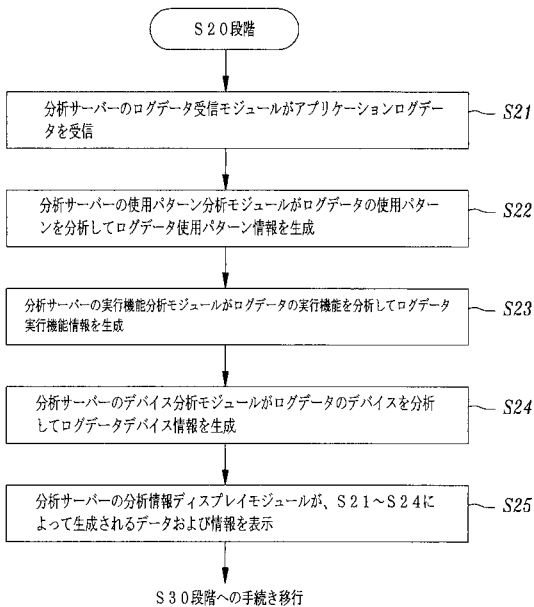 S20段階
分析サーバーのログデータ受信モジュールがアプリケーションログデー
タを受信
S21
分析サーバーの使用パターン分析モジュールがログデータの使用パター
ンを分析してログデータ使用パターン情報を生成
S22
分析サーバーの実行機能分析モジュールがログデータの実行機能を分析してログデータ
実行機能情報を生成
S23
分析サーバーのデバイス分析モジュールがログデータのデバイスを分析
してログデータデバイス情報を生成
S24
分析サーバーの分析情報ディスプレイモジュールが、S21~S24に
よって生成されるデータおよび情報を表示
S25
S30段階への手続き移行